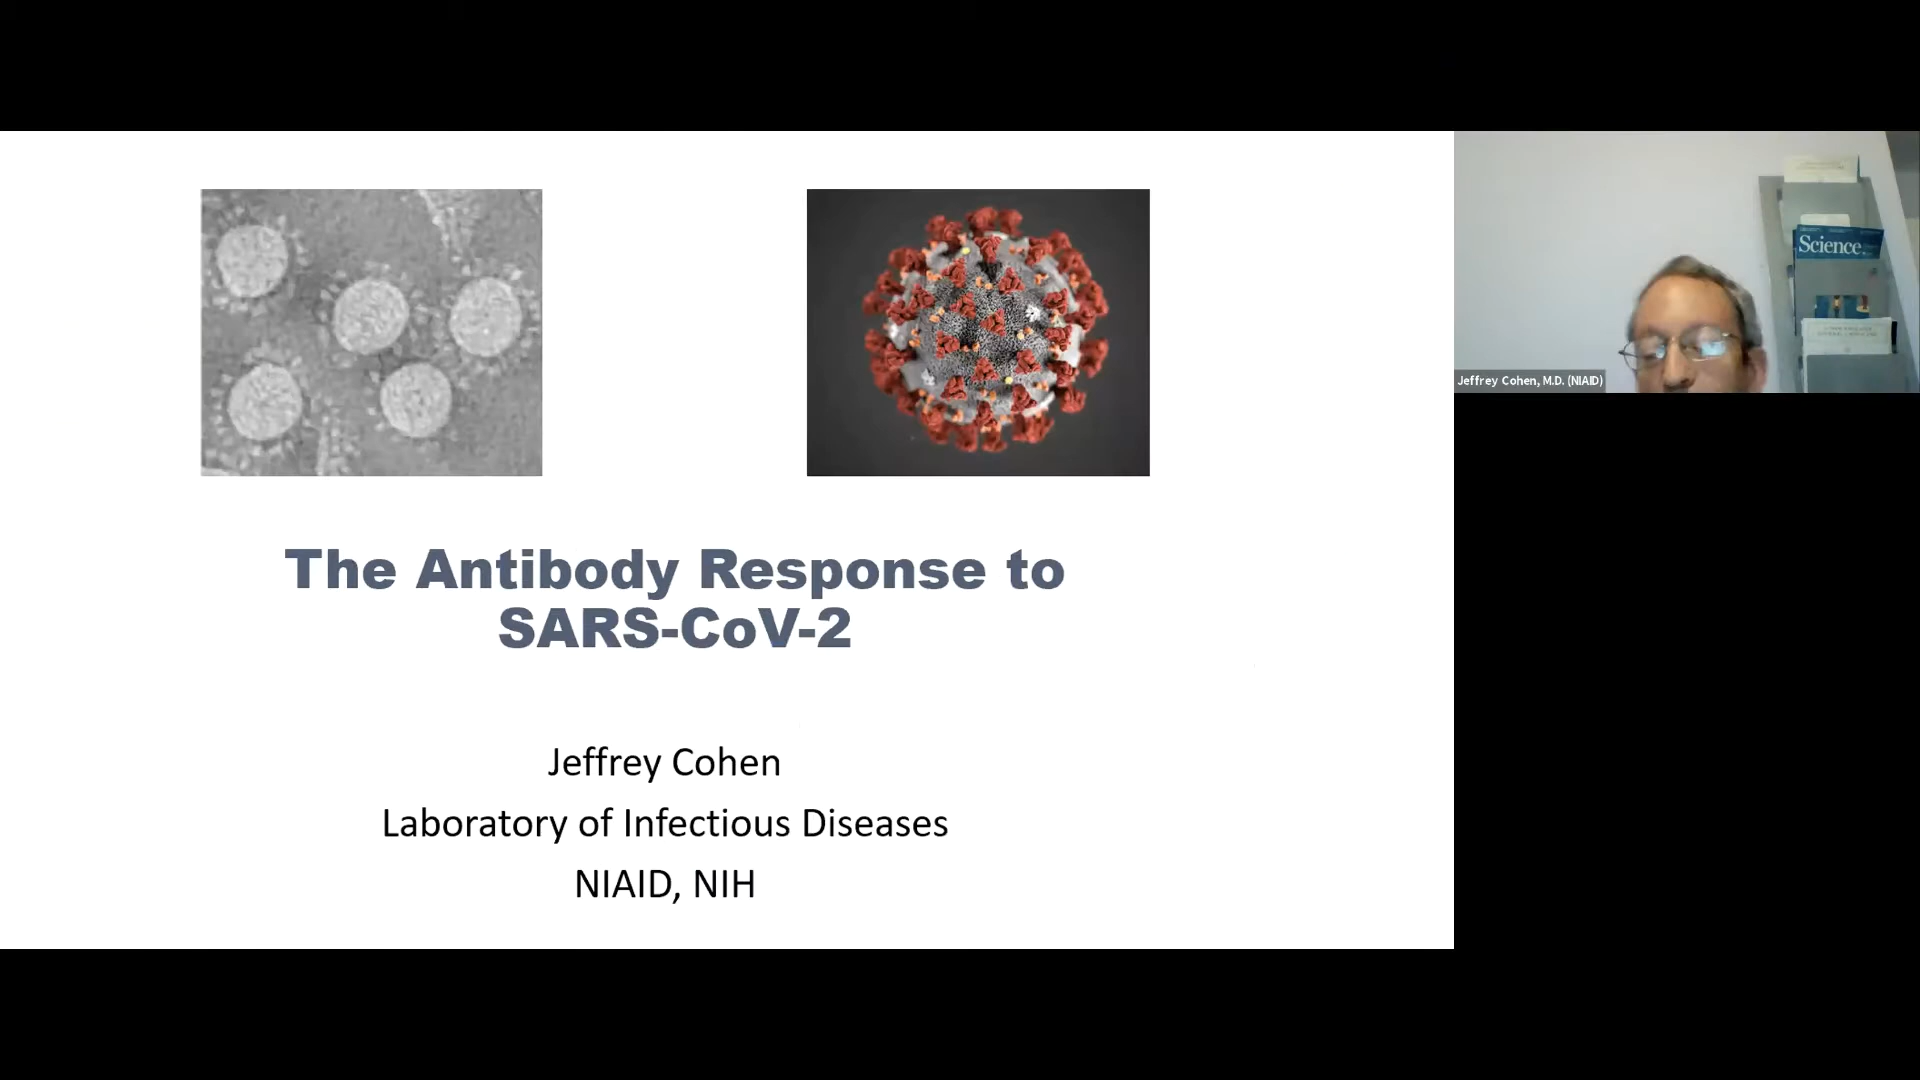 The Antibody Response to
SARS-CoV-2
Jeffrey Cohen
Laboratory of Infectious Diseases
NIAID, NIH
Science
Jeffrey Cohen, M.D. (NIAID)